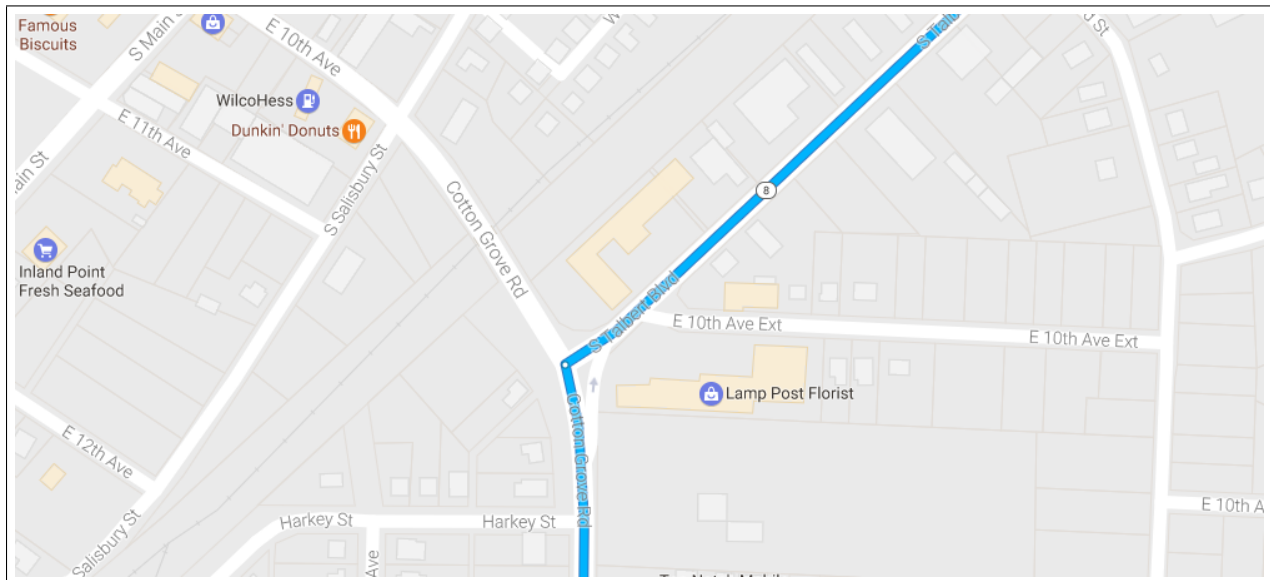 Famous
Biscuits
S Main St
E 10th Ave
WilcoHess
Dunkin' Donuts
E 11th Ave
S Salisbury St
Main St
Cotton Grove Rd
Inland Point
Fresh Seafood
S Talbert Blvd
8
St
E 10th Ave Ext
E 10th Ave Ext
Lamp Post Florist
Cotton Grove Rd
E 12th Ave
Harkey St
Harkey St
Salisbury St
Ave
E 10th A